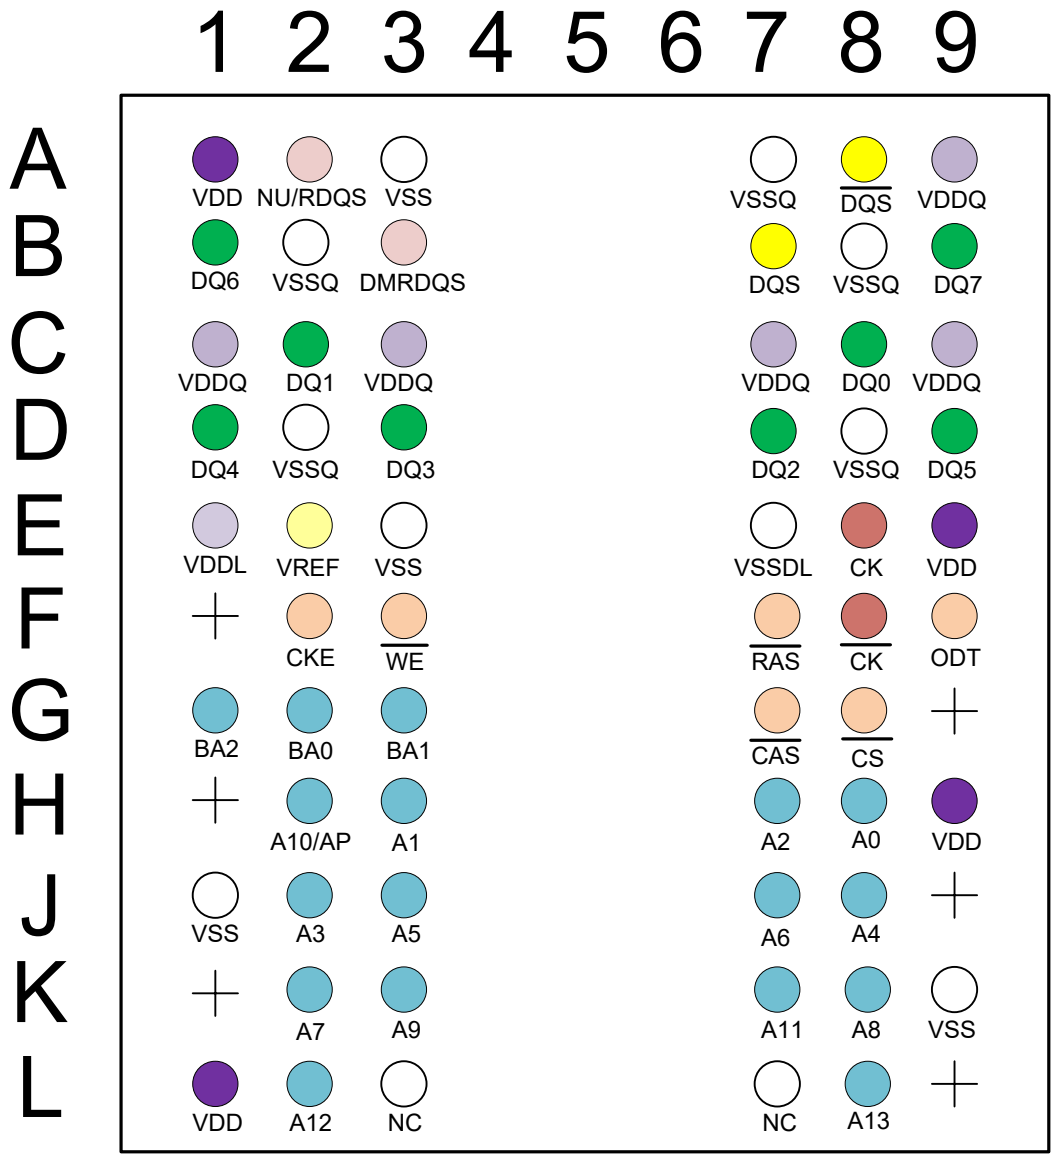 1 2 3 4 5 6 7 8 9
A
VDD NU/RDQS VSS VSSQ DQS VDDQ
B
DQ6 VSSQ DMRDQS DQS VSSQ DQ7
C
VDDQ DQ1 VDDQ VDDQ DQ0 VDDQ
D
DQ4 VSSQ DQ3 DQ2 VSSQ DQ5
E
VDDL VREF VSS VSSDL CK VDD
F
CKE WE RAS CK ODT
G
BA2 BA0 BA1 CAS CS
H
A10/AP A1 A2 A0 VDD
J
VSS A3 A5 A6 A4
K
A7 A9 A11 A8 VSS
L
VDD A12 NC NC A13